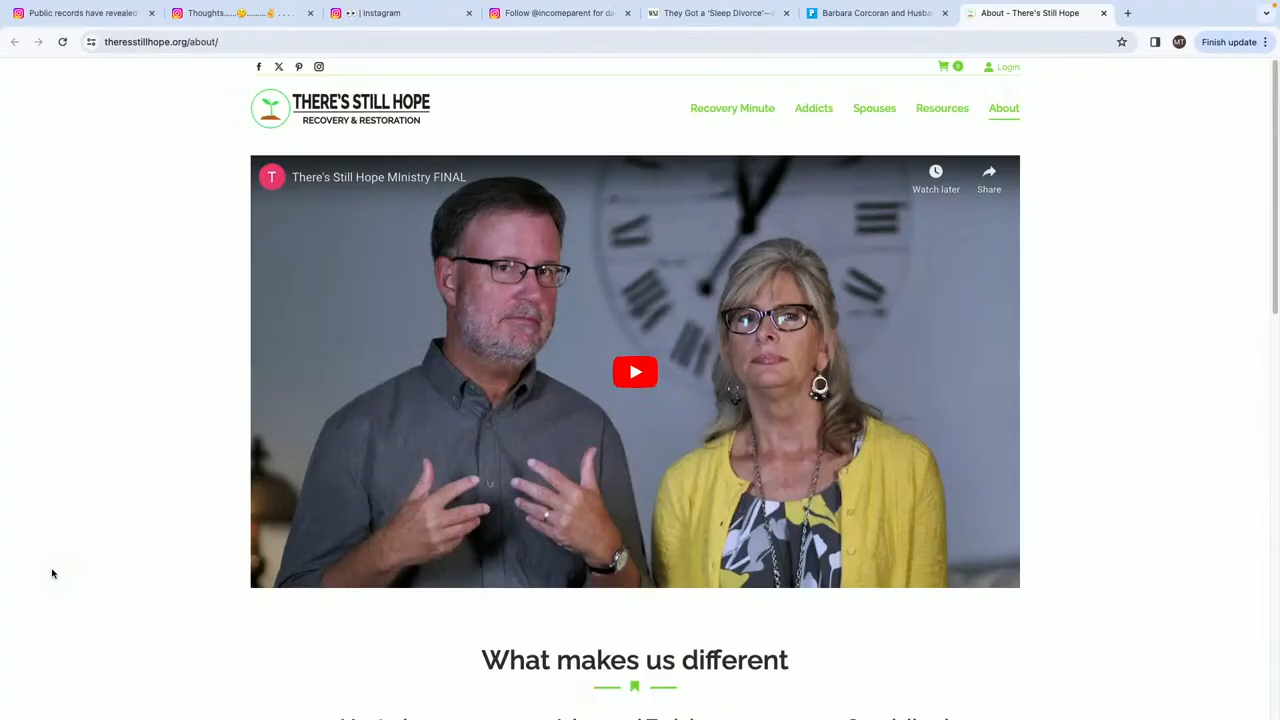 Public records have revealed
Thoughts.....🤔........✌ . . . .
👀 | Instagram
Follow @incomeparent for da
They Got a 'Sleep Divorce'—
Barbara Corcoran and Husba
About - There's Still Hope
theresstillhope.org/about/
MT
Finish update
0
Login
THERE'S STILL HOPE
RECOVERY & RESTORATION
Recovery Minute
Addicts
Spouses
Resources
About
T
There's Still Hope MInistry FINAL
Watch later
Share
What makes us different